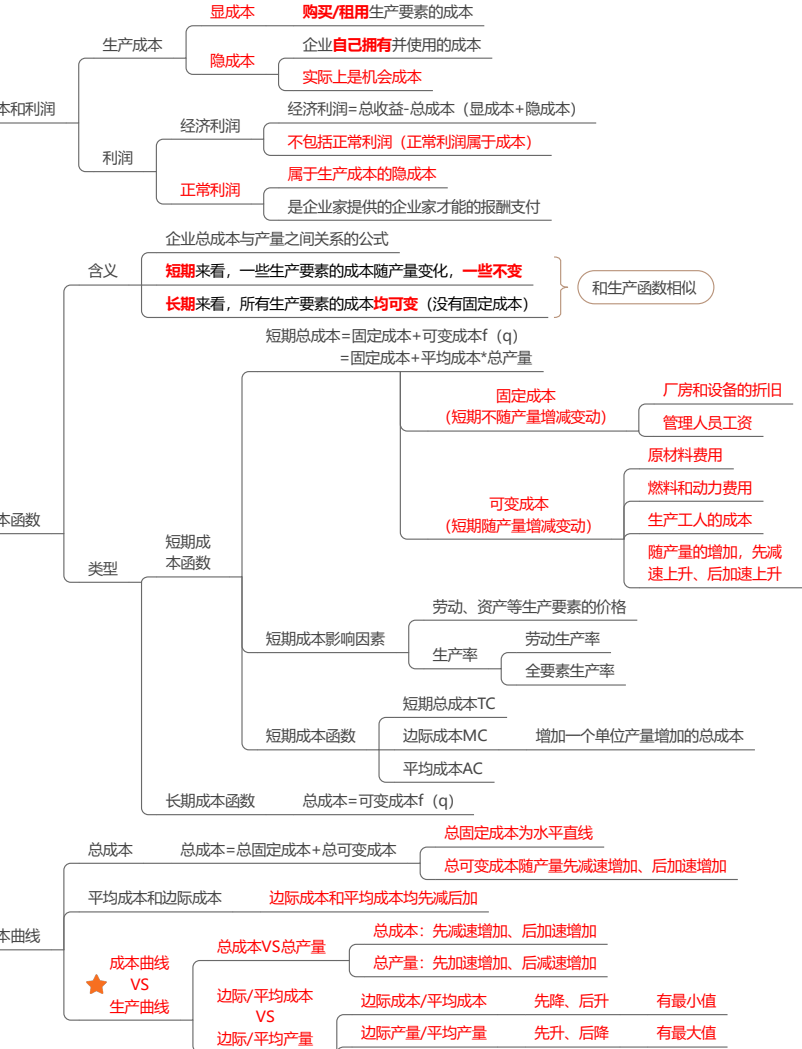 显成本
购买/租用生产要素的成本
生产成本
企业自己拥有并使用的成本
隐成本
实际上是机会成本
本和利润
经济利润=总收益-总成本（显成本+隐成本）
经济利润
不包括正常利润（正常利润属于成本）
利润
属于生产成本的隐成本
正常利润
是企业家提供的企业家才能的报酬支付
企业总成本与产量之间关系的公式
含义
短期来看，一些生产要素的成本随产量变化，一些不变
长期来看，所有生产要素的成本均可变（没有固定成本）
和生产函数相似
短期总成本=固定成本+可变成本f（q）
=固定成本+平均成本*总产量
固定成本
（短期不随产量增减变动）
厂房和设备的折旧
管理人员工资
可变成本
（短期随产量增减变动）
原材料费用
燃料和动力费用
生产工人的成本
随产量的增加，先减
速上升、后加速上升
本函数
类型
短期成
本函数
短期成本影响因素
劳动、资产等生产要素的价格
生产率
劳动生产率
全要素生产率
短期成本函数
短期总成本TC
边际成本MC
增加一个单位产量增加的总成本
平均成本AC
长期成本函数
总成本=可变成本f（q）
总成本
总成本=总固定成本+总可变成本
总固定成本为水平直线
总可变成本随产量先减速增加、后加速增加
平均成本和边际成本
边际成本和平均成本均先减后加
本曲线
成本曲线
VS
生产曲线
总成本VS总产量
总成本：先减速增加、后加速增加
总产量：先加速增加、后减速增加
边际/平均成本
VS
边际/平均产量
边际成本/平均成本
先降、后升
有最小值
边际产量/平均产量
先升、后降
有最大值